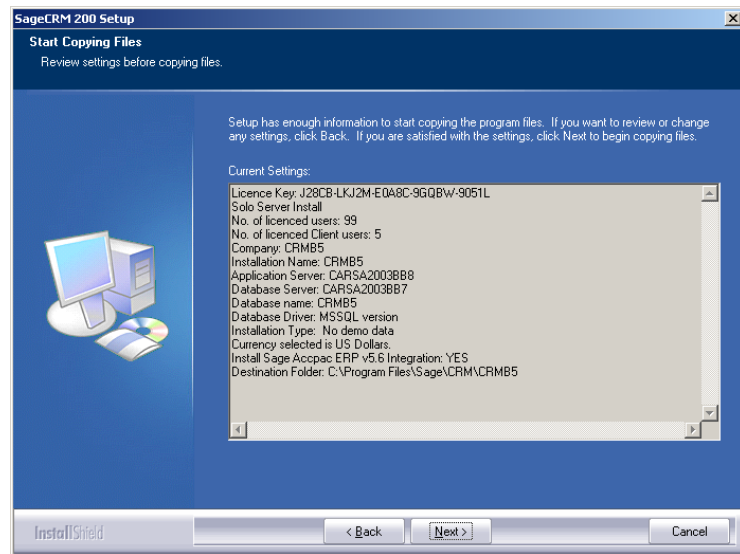 SageCRM 200 Setup
Start Copying Files
Review settings before copying files.
Setup has enough information to start copying the program files. If you want to review or change
any settings, click Back. If you are satisfied with the settings, click Next to begin copying files.
Current Settings:
Licence Key: J28CB-LKJ2M-E0A8C-9GQBW-9051L
Solo Server Install
No. of licenced users: 99
No. of licenced Client users: 5
Company: CRMB5
Installation Name: CRMB5
Application Server: CARSA2003BB8
Database Server: CARSA2003BB7
Database name: CRMB5
Database Driver: MSSQL version
Installation Type: No demo data
Currency selected is US Dollars.
Install Sage Accpac ERP v5.6 Integration: YES
Destination Folder: C:\Program Files\Sage\CRM\CRMB5
InstallShield
< Back
Next >
Cancel